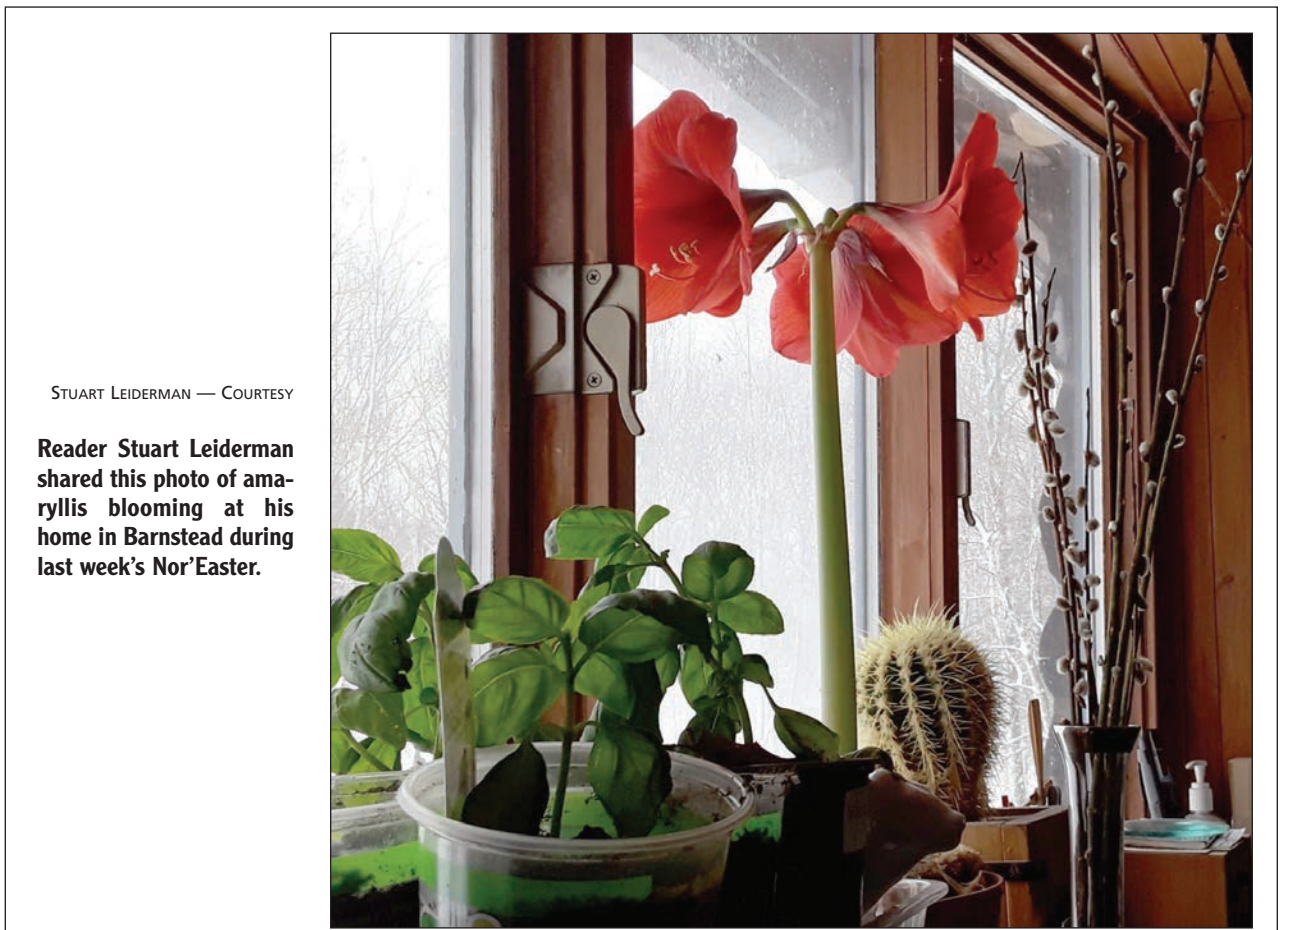 STUART LEIDERMAN — COURTESY
Reader Stuart Leiderman
shared this photo of ama-
ryllis blooming at his
home in Barnstead during
last week's Nor'Easter.